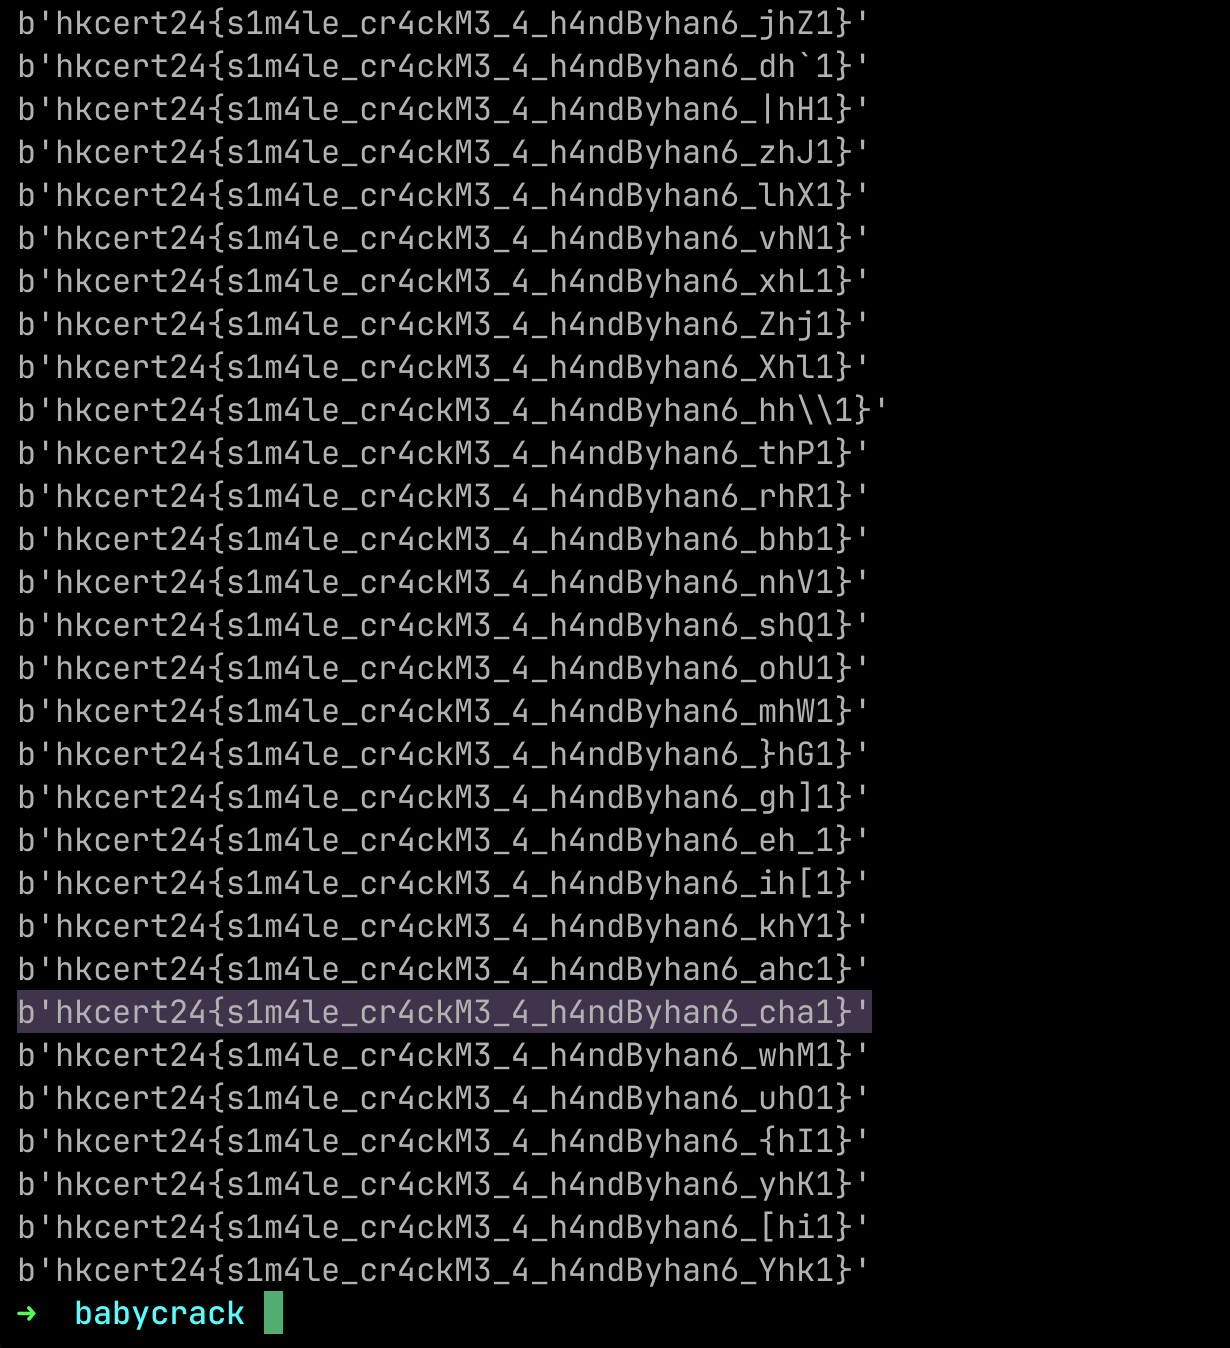 b'hkcert24{s1m4le_cr4ckM3_4_h4ndByhan6_jhZ1}'
b'hkcert24{s1m4le_cr4ckM3_4_h4ndByhan6_dh`1}'
b'hkcert24{s1m4le_cr4ckM3_4_h4ndByhan6_|hH1}'
b'hkcert24{s1m4le_cr4ckM3_4_h4ndByhan6_zhJ1}'
b'hkcert24{s1m4le_cr4ckM3_4_h4ndByhan6_lhX1}'
b'hkcert24{s1m4le_cr4ckM3_4_h4ndByhan6_vhN1}'
b'hkcert24{s1m4le_cr4ckM3_4_h4ndByhan6_xhL1}'
b'hkcert24{s1m4le_cr4ckM3_4_h4ndByhan6_Zhj1}'
b'hkcert24{s1m4le_cr4ckM3_4_h4ndByhan6_Xhl1}'
b'hkcert24{s1m4le_cr4ckM3_4_h4ndByhan6_hh\\1}'
b'hkcert24{s1m4le_cr4ckM3_4_h4ndByhan6_thP1}'
b'hkcert24{s1m4le_cr4ckM3_4_h4ndByhan6_rhR1}'
b'hkcert24{s1m4le_cr4ckM3_4_h4ndByhan6_bhb1}'
b'hkcert24{s1m4le_cr4ckM3_4_h4ndByhan6_nhV1}'
b'hkcert24{s1m4le_cr4ckM3_4_h4ndByhan6_shQ1}'
b'hkcert24{s1m4le_cr4ckM3_4_h4ndByhan6_ohU1}'
b'hkcert24{s1m4le_cr4ckM3_4_h4ndByhan6_mhW1}'
b'hkcert24{s1m4le_cr4ckM3_4_h4ndByhan6_}hG1}'
b'hkcert24{s1m4le_cr4ckM3_4_h4ndByhan6_gh]1}'
b'hkcert24{s1m4le_cr4ckM3_4_h4ndByhan6_eh_1}'
b'hkcert24{s1m4le_cr4ckM3_4_h4ndByhan6_ih[1}'
b'hkcert24{s1m4le_cr4ckM3_4_h4ndByhan6_khY1}'
b'hkcert24{s1m4le_cr4ckM3_4_h4ndByhan6_ahc1}'
b'hkcert24{s1m4le_cr4ckM3_4_h4ndByhan6_cha1}'
b'hkcert24{s1m4le_cr4ckM3_4_h4ndByhan6_whM1}'
b'hkcert24{s1m4le_cr4ckM3_4_h4ndByhan6_uhO1}'
b'hkcert24{s1m4le_cr4ckM3_4_h4ndByhan6_{hI1}'
b'hkcert24{s1m4le_cr4ckM3_4_h4ndByhan6_yhK1}'
b'hkcert24{s1m4le_cr4ckM3_4_h4ndByhan6_[hi1}'
b'hkcert24{s1m4le_cr4ckM3_4_h4ndByhan6_Yhk1}'
→ babycrack